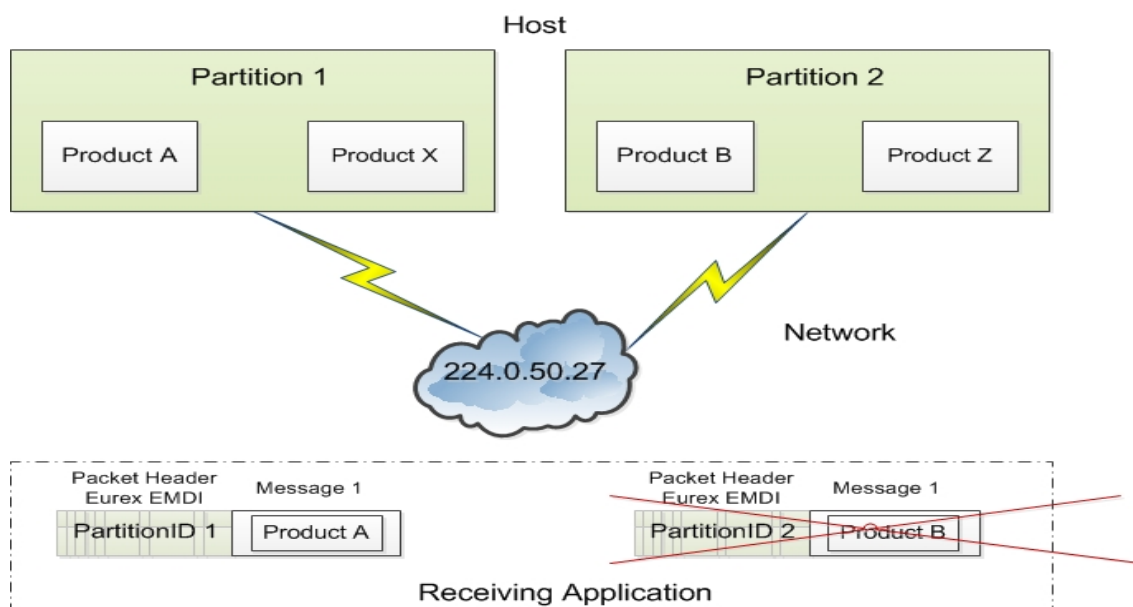 Host
Partition 1
Partition 2
Product A
Product X
Product B
Product Z
224.0.50.27
Network
Packet Header
Eurex EMDI
Message 1
PartitionID 1
Product A
Packet Header
Eurex EMDI
Message 1
PartitionID 2
Product B
Receiving Application